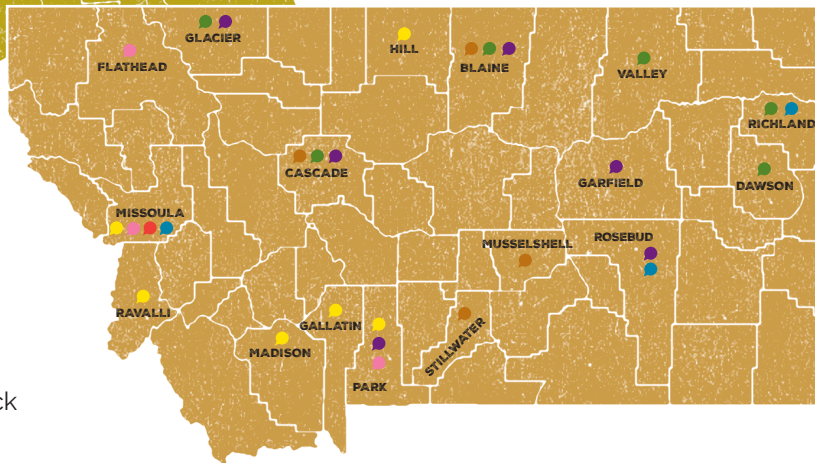 GLACIER
HILL
FLATHEAD
BLAINE
VALLEY
RICHLAND
CASCADE
GARFIELD
DAWSON
MISSOULA
MUSSELSHELL
ROSEBUD
RAVALLI
GALLATIN
STILLWATER
MADISON
PARK
ck